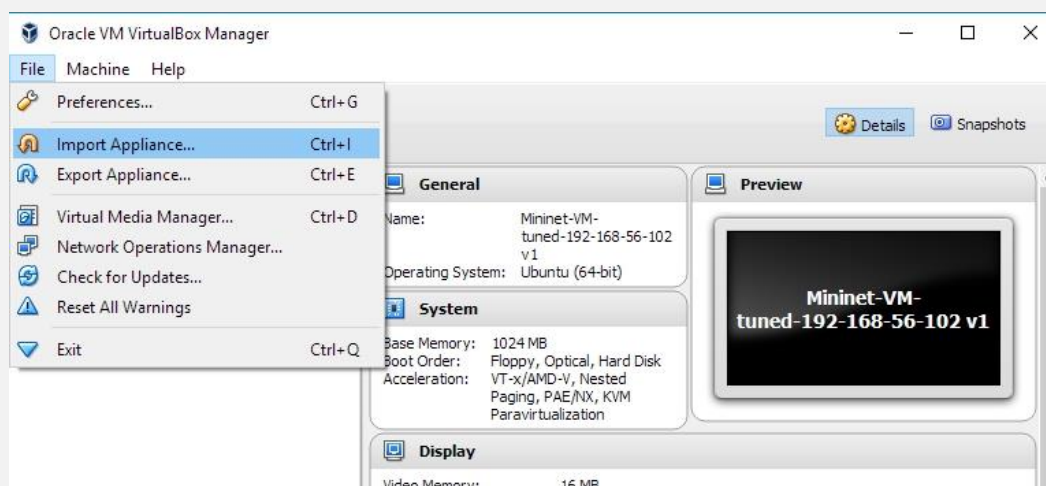 Oracle VM VirtualBox Manager
File Machine Help
Preferences... Ctrl+G
Import Appliance... Ctrl+I
Export Appliance... Ctrl+E
Virtual Media Manager... Ctrl+D
Network Operations Manager...
Check for Updates...
Reset All Warnings
Exit Ctrl+Q
Details Snapshots
General
Name: Mininet-VM-
tuned-192-168-56-102
v1
Operating System: Ubuntu (64-bit)
System
Base Memory: 1024 MB
Boot Order: Floppy, Optical, Hard Disk
Acceleration: VT-x/AMD-V, Nested
Paging, PAE/NX, KVM
Paravirtualization
Display
Video Memory: 16 MB
Preview
Mininet-VM-
tuned-192-168-56-102 v1